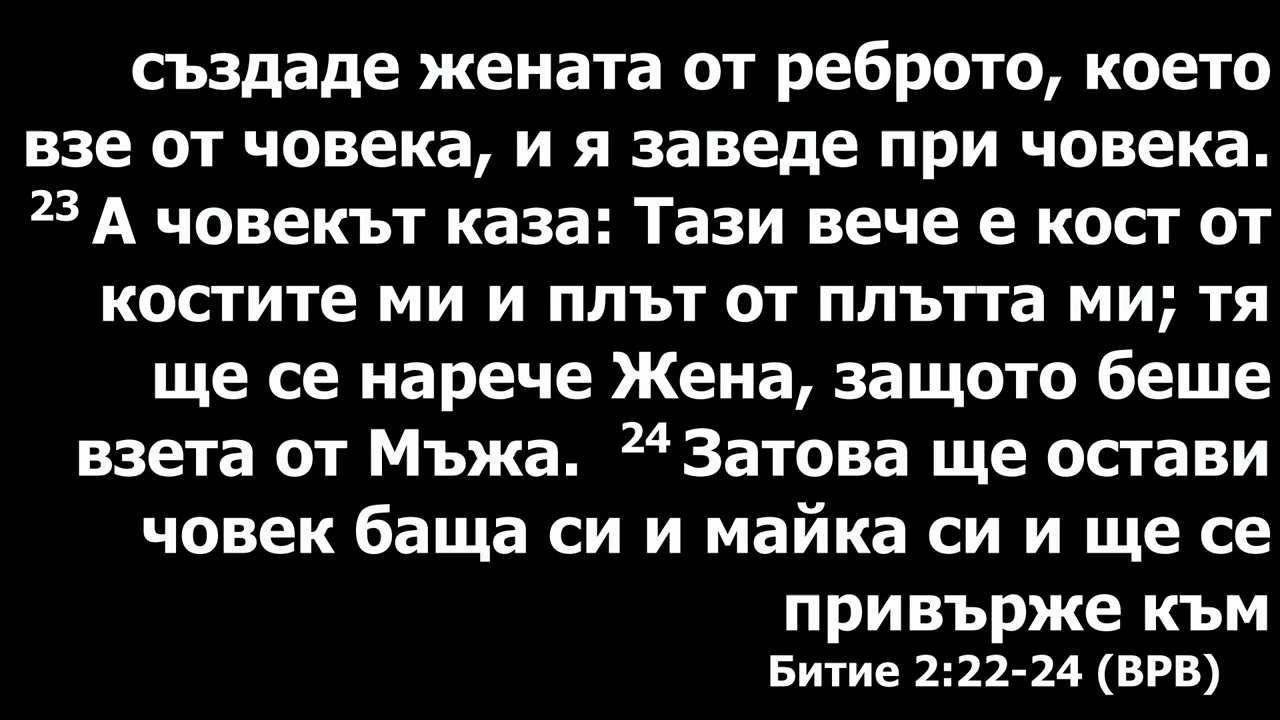 създаде жената от реброто, което
взе от човека, и я заведе при човека.
23 А човекът каза: Тази вече е кост от
костите ми и плът от плътта ми; тя
ще се нарече Жена, защото беше
взета от Мъжа. 24 Затова ще остави
човек баща си и майка си и ще се
привърже към
Битие 2:22-24 (ВРВ)